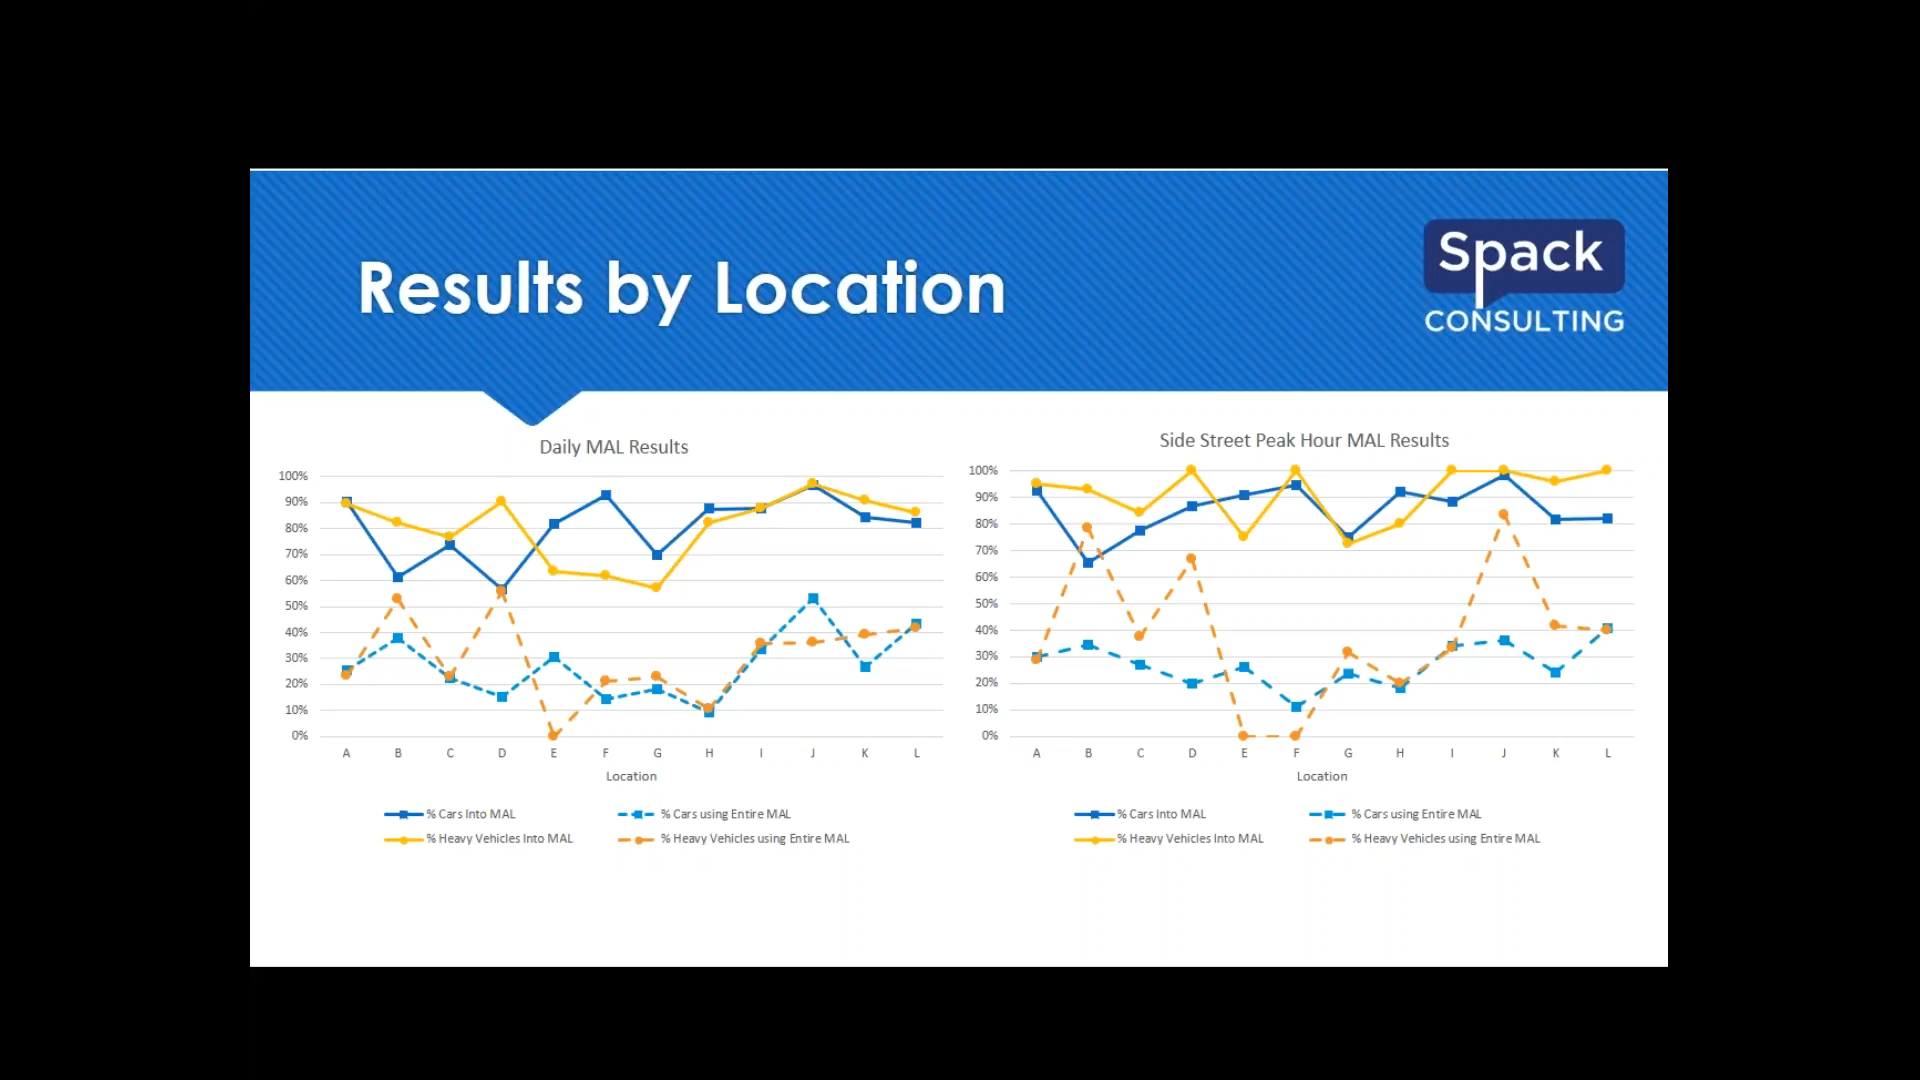 Results by Location
Spack
CONSULTING
Daily MAL Results
100%
90%
80%
70%
60%
50%
40%
30%
20%
10%
0%
A B C D E F G H I J K L
Location
% Cars Into MAL % Cars using Entire MAL
% Heavy Vehicles Into MAL % Heavy Vehicles using Entire MAL
Side Street Peak Hour MAL Results
100%
90%
80%
70%
60%
50%
40%
30%
20%
10%
0%
A B C D E F G H I J K L
Location
% Cars Into MAL % Cars using Entire MAL
% Heavy Vehicles Into MAL % Heavy Vehicles using Entire MAL